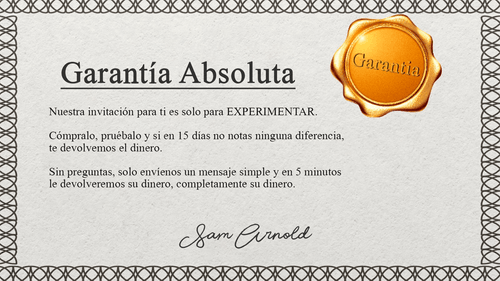 Garantía Absoluta
Garantia
Nuestra invitación para ti es solo para EXPERIMENTAR.
Cómpralo, pruébalo y si en 15 días no notas ninguna diferencia,
te devolvemos el dinero.
Sin preguntas, solo envíenos un mensaje simple y en 5 minutos
le devolveremos su dinero, completamente su dinero.
Sam Arnold